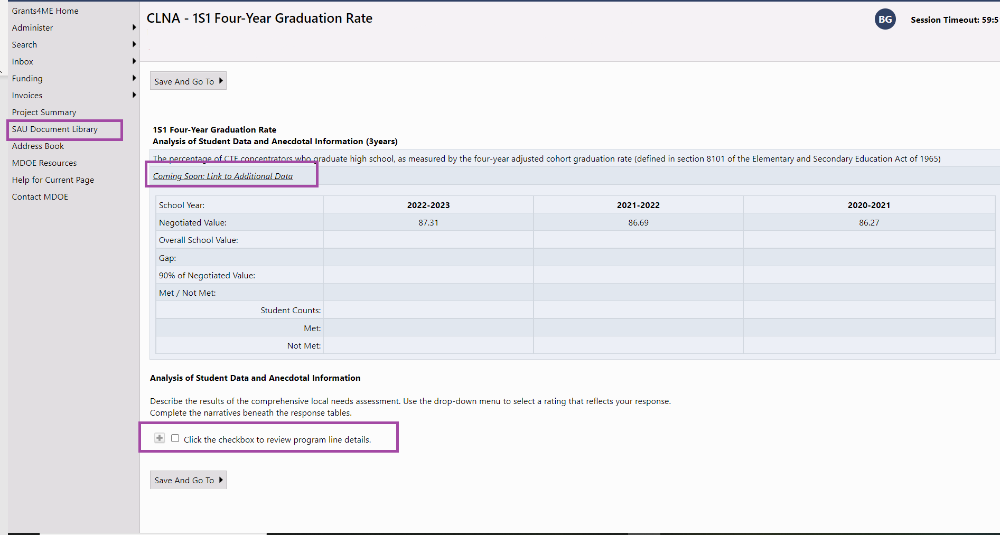 Grants4ME Home
Administer
Search
Inbox
Funding
Invoices
Project Summary
SAU Document Library
Address Book
MDOE Resources
Help for Current Page
Contact MDOE
CLNA - 1S1 Four-Year Graduation Rate
BG
Session Timeout: 59:5
Save And Go To
1S1 Four-Year Graduation Rate
Analysis of Student Data and Anecdotal Information (3years)
The percentage of CTE concentrators who graduate high school, as measured by the four-year adjusted cohort graduation rate (defined in section 8101 of the Elementary and Secondary Education Act of 1965)
Coming Soon: Link to Additional Data
School Year: 2022-2023 2021-2022 2020-2021
Negotiated Value: 87.31 86.69 86.27
Overall School Value:
Gap:
90% of Negotiated Value:
Met / Not Met:
Student Counts:
Met:
Not Met:
Analysis of Student Data and Anecdotal Information
Describe the results of the comprehensive local needs assessment. Use the drop-down menu to select a rating that reflects your response.
Complete the narratives beneath the response tables.
Click the checkbox to review program line details.
Save And Go To